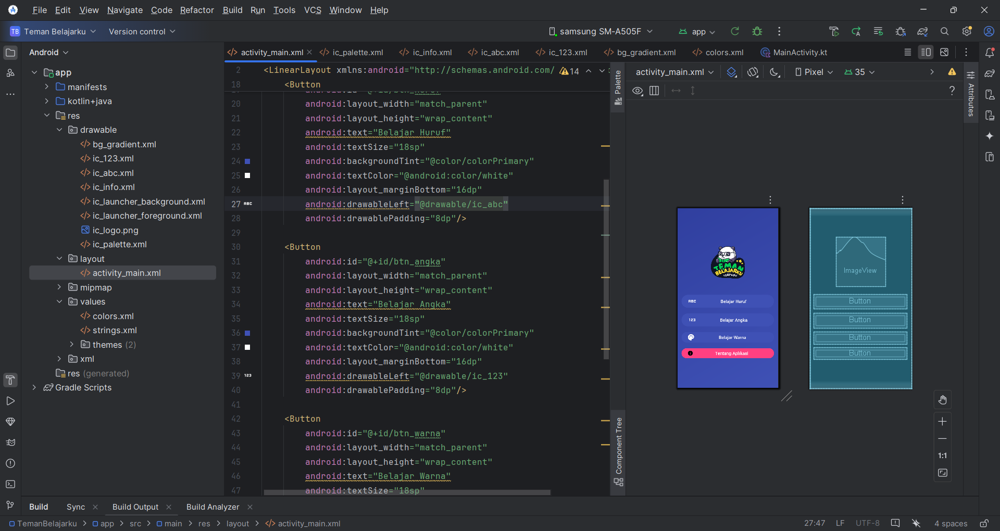 File Edit View Navigate Code Refactor Build Run Tools VCS Window Help
TB Teman Belajarku Version control samsung SM-A505F app
Android
app
manifests
kotlin+java
res
drawable
bg_gradient.xml
ic_123.xml
ic_abc.xml
ic_info.xml
ic_launcher_background.xml
ic_launcher_foreground.xml
ic_logo.png
ic_palette.xml
layout
activity_main.xml
mipmap
values
colors.xml
strings.xml
themes (2)
xml
res (generated)
Gradle Scripts
activity_main.xml ic_palette.xml ic_info.xml ic_abc.xml ic_123.xml bg_gradient.xml colors.xml MainActivity.kt
2 <LinearLayout xmlns:android="http://schemas.android.com/ 14
18 <Button
20 android:layout_width="match_parent"
21 android:layout_height="wrap_content"
22 android:text="Belajar Huruf"
23 android:textSize="18sp"
24 android:backgroundTint="@color/colorPrimary"
25 android:textColor="@android:color/white"
26 android:layout_marginBottom="16dp"
27 ABC android:drawableLeft="@drawable/ic_abc"
28 android:drawablePadding="8dp"/>
29
30 <Button
31 android:id="@+id/btn_angka"
32 android:layout_width="match_parent"
33 android:layout_height="wrap_content"
34 android:text="Belajar Angka"
35 android:textSize="18sp"
36 android:backgroundTint="@color/colorPrimary"
37 android:textColor="@android:color/white"
38 android:layout_marginBottom="16dp"
39 123 android:drawableLeft="@drawable/ic_123"
40 android:drawablePadding="8dp"/>
41
42 <Button
43 android:id="@+id/btn_warna"
44 android:layout_width="match_parent"
45 android:layout_height="wrap_content"
46 android:text="Belajar Warna"
47 android:textSize="18sp"
Palette
Component Tree
activity_main.xml Pixel 35
?
Attributes
TEMAN
BELAJARKU
TERPADU
ABC Belajar Huruf
123 Belajar Angka
Belajar Warna
Tentang Aplikasi
ImageView
Button
Button
Button
Button
1:1
Build Sync Build Output Build Analyzer
TemanBelajarku app src main res layout activity_main.xml 27:47 LF UTF-8 4 spaces